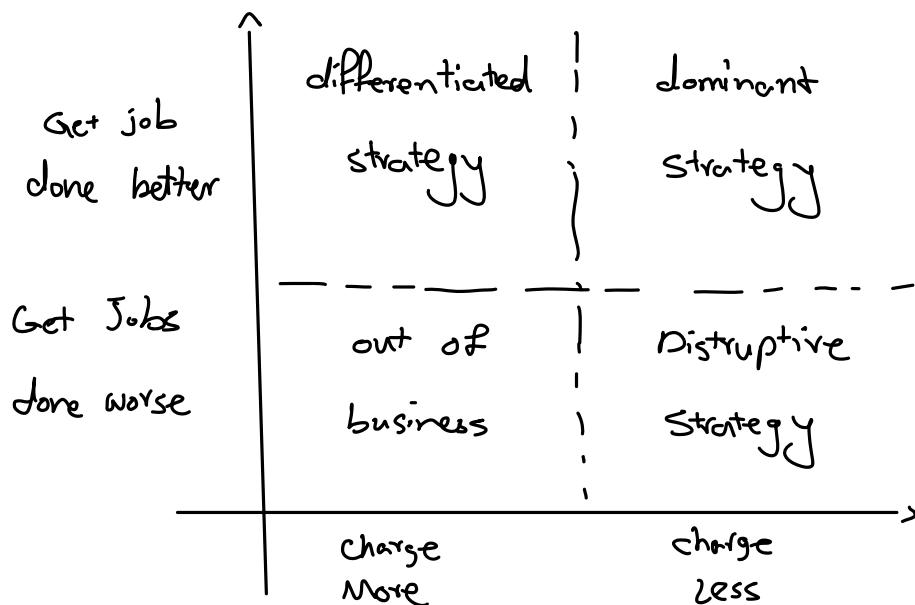 differenticited
strategy
dominant
strategy
Get job
done better
Get Jobs
done worse
out of
business
Distruptive
Strategy
charge
More
charge
Less